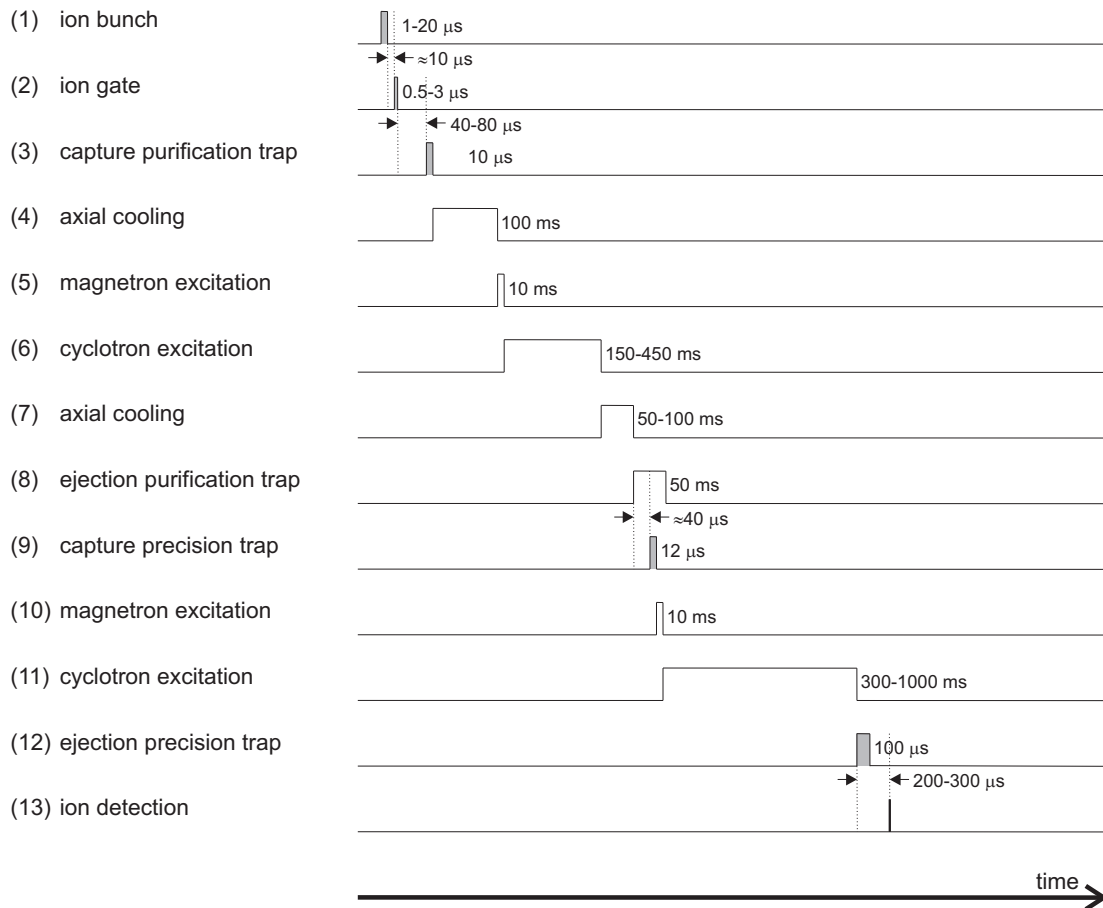 (1) ion bunch 1-20 μs
≈10 μs
(2) ion gate 0.5-3 μs
40-80 μs
(3) capture purification trap 10 μs
(4) axial cooling 100 ms
(5) magnetron excitation 10 ms
(6) cyclotron excitation 150-450 ms
(7) axial cooling 50-100 ms
(8) ejection purification trap 50 ms
≈40 μs
(9) capture precision trap 12 μs
(10) magnetron excitation 10 ms
(11) cyclotron excitation 300-1000 ms
(12) ejection precision trap 100 μs
200-300 μs
(13) ion detection
time